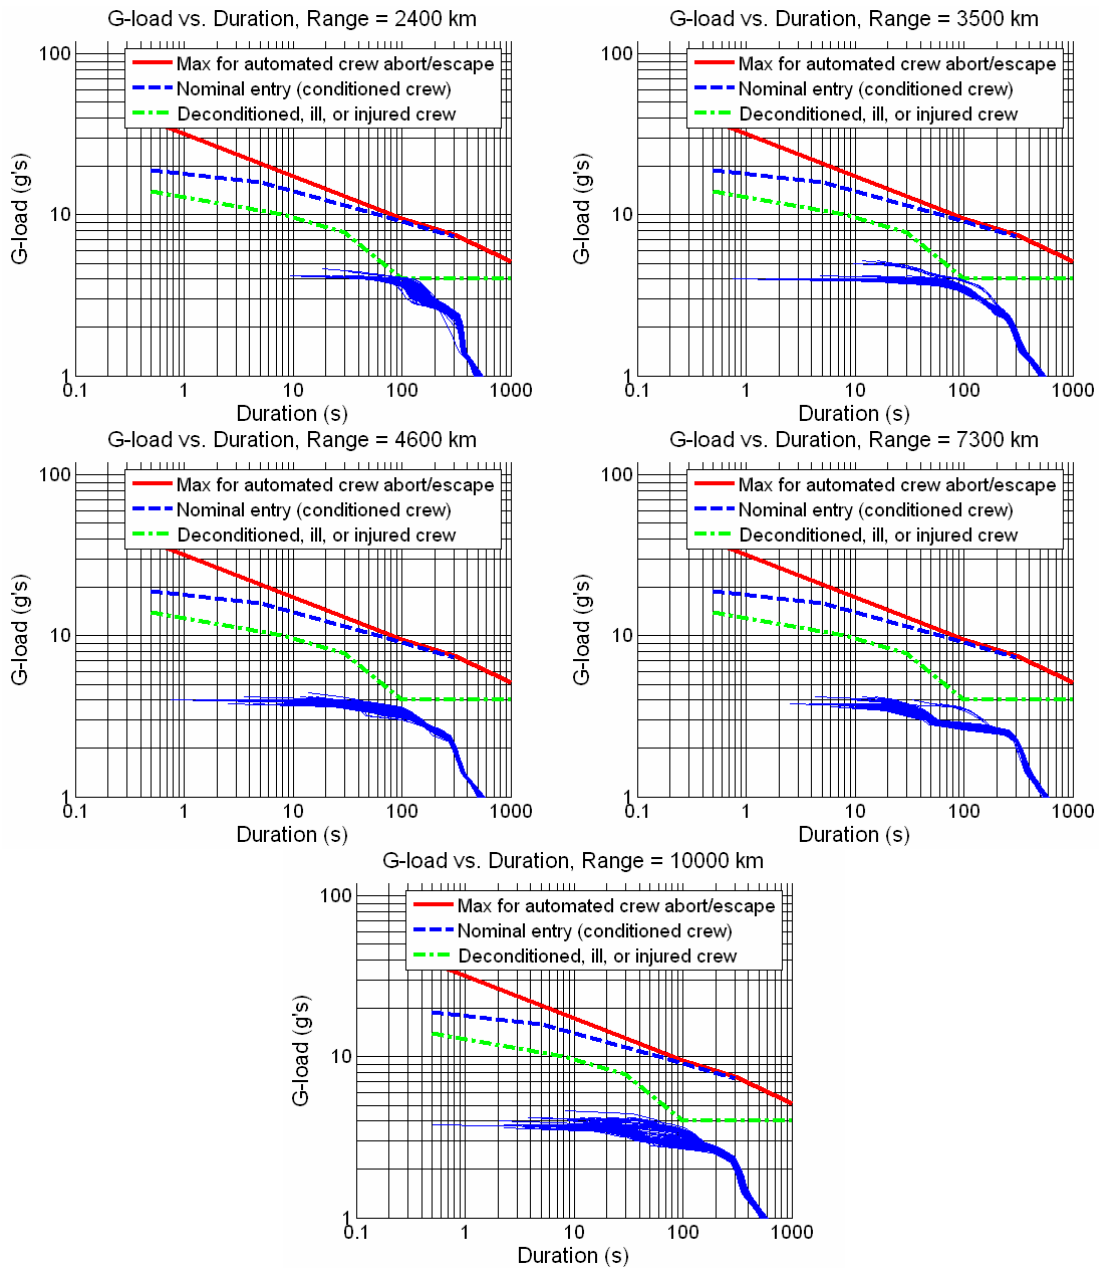 G-load vs. Duration, Range = 2400 km
100
10
1
G-load (g's)
Max for automated crew abort/escape
Nominal entry (conditioned crew)
Deconditioned, ill, or injured crew
0.1 1 10 100 1000
Duration (s)
G-load vs. Duration, Range = 3500 km
100
10
1
G-load (g's)
Max for automated crew abort/escape
Nominal entry (conditioned crew)
Deconditioned, ill, or injured crew
0.1 1 10 100 1000
Duration (s)
G-load vs. Duration, Range = 4600 km
100
10
1
G-load (g's)
Max for automated crew abort/escape
Nominal entry (conditioned crew)
Deconditioned, ill, or injured crew
0.1 1 10 100 1000
Duration (s)
G-load vs. Duration, Range = 7300 km
100
10
1
G-load (g's)
Max for automated crew abort/escape
Nominal entry (conditioned crew)
Deconditioned, ill, or injured crew
0.1 1 10 100 1000
Duration (s)
G-load vs. Duration, Range = 10000 km
100
10
1
G-load (g's)
Max for automated crew abort/escape
Nominal entry (conditioned crew)
Deconditioned, ill, or injured crew
0.1 1 10 100 1000
Duration (s)